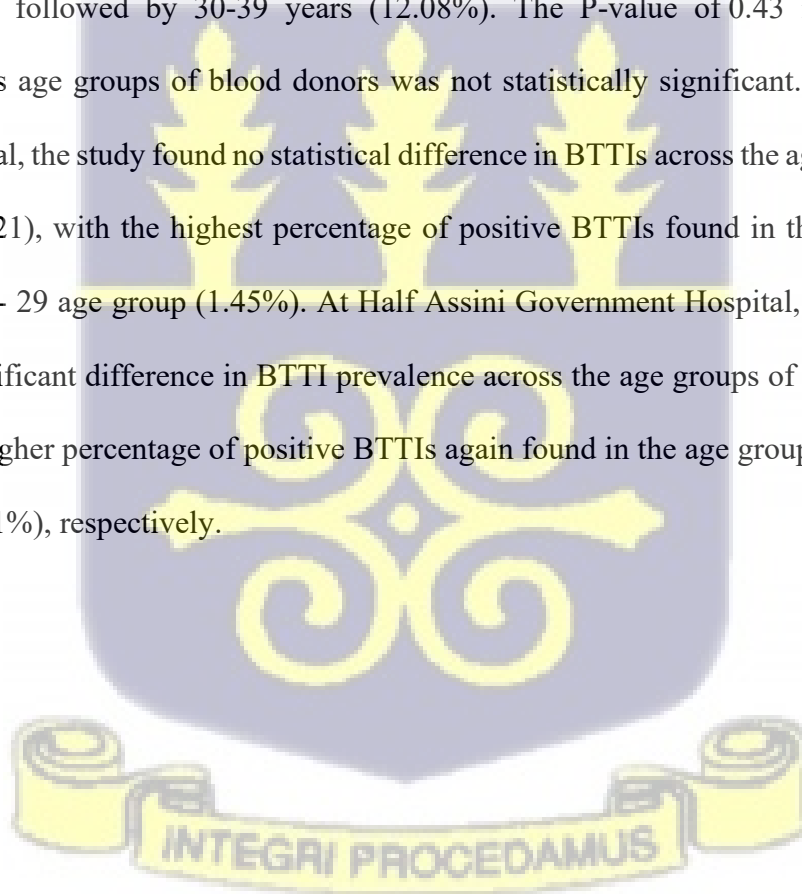 followed by 30-39 years (12.08%). The P-value of 0.43
s age groups of blood donors was not statistically significant.
al, the study found no statistical difference in BTTIs across the ag
21), with the highest percentage of positive BTTIs found in th
- 29 age group (1.45%). At Half Assini Government Hospital,
ificant difference in BTTI prevalence across the age groups of
gher percentage of positive BTTIs again found in the age group
1%), respectively.
INTEGRI PROCEDAMUS